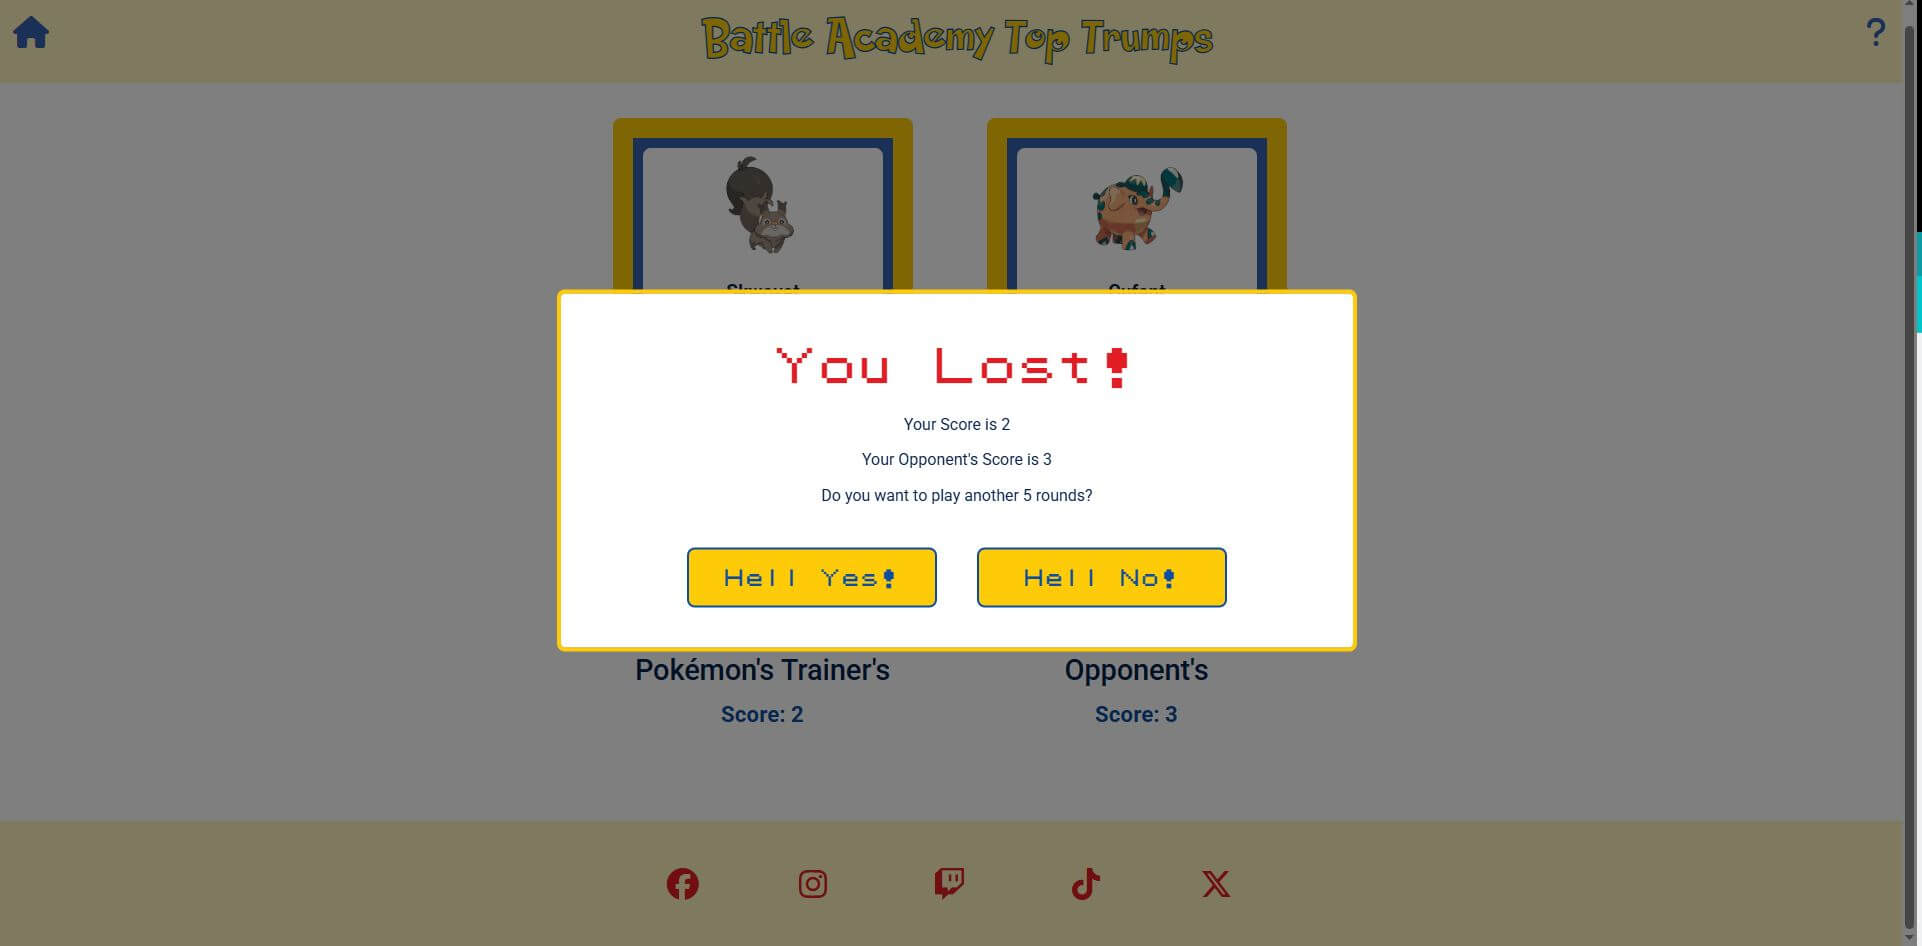 Battle Academy Top Trumps
?
You Lost!
Your Score is 2
Your Opponent's Score is 3
Do you want to play another 5 rounds?
Hell Yes!
Hell No!
Pokémon's Trainer's
Opponent's
Score: 2
Score: 3